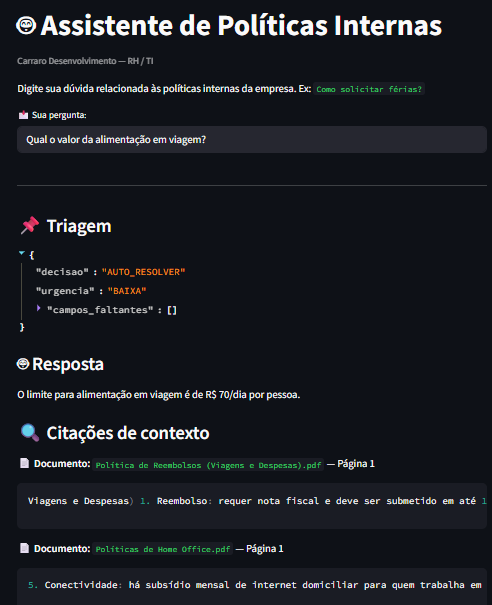 Assistente de Políticas Internas
Carraro Desenvolvimento — RH / TI
Digite sua dúvida relacionada às políticas internas da empresa. Ex: Como solicitar férias?
Sua pergunta:
Qual o valor da alimentação em viagem?
Triagem
{
"decisao" : "AUTO_RESOLVER"
"urgencia" : "BAIXA"
"campos_faltantes" : []
}
Resposta
O limite para alimentação em viagem é de R$ 70/dia por pessoa.
Citações de contexto
Documento: Política de Reembolsos (Viagens e Despesas).pdf — Página 1
Viagens e Despesas) 1. Reembolso: requer nota fiscal e deve ser submetido em até 1
Documento: Políticas de Home Office.pdf — Página 1
5. Conectividade: há subsídio mensal de internet domiciliar para quem trabalha em